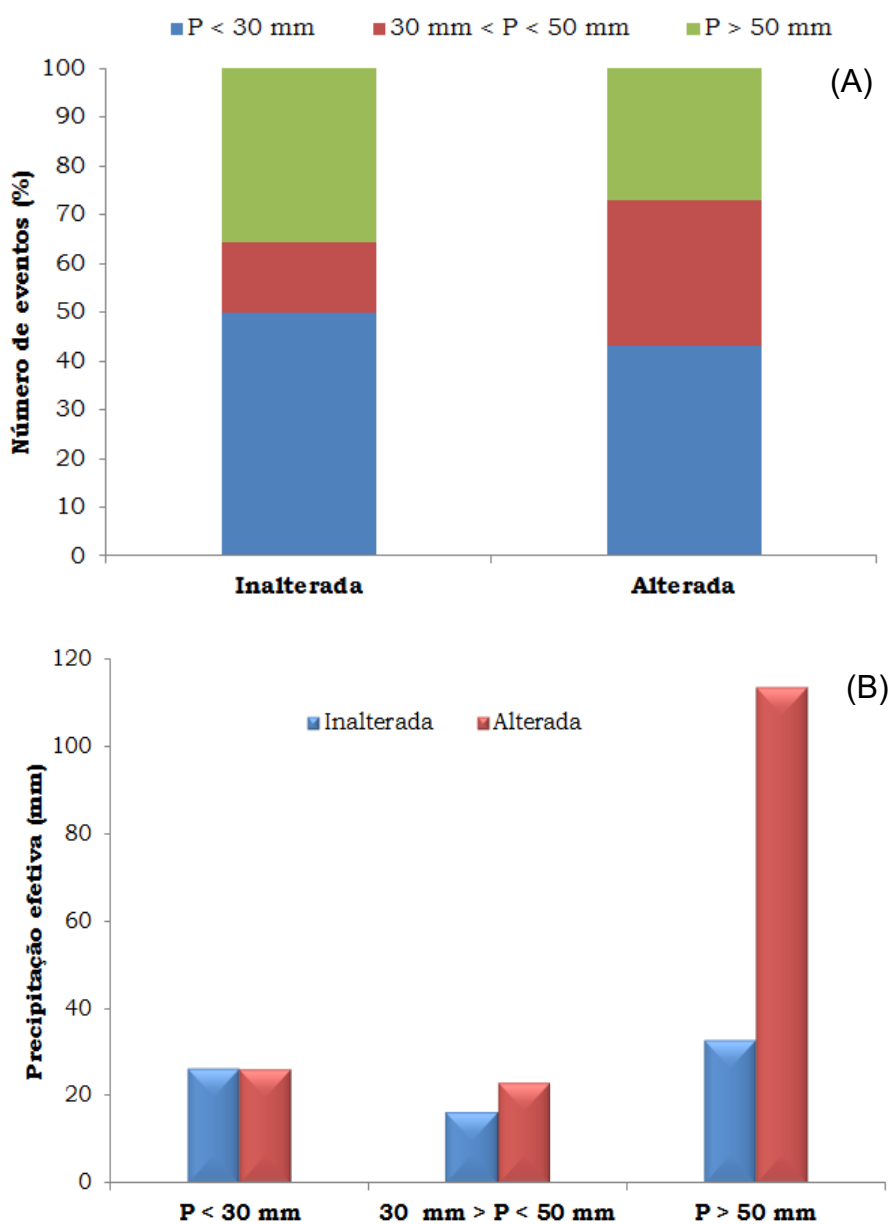 P < 30 mm 30 mm < P < 50 mm P > 50 mm
(A)
100
90
80
70
60
50
40
30
20
10
0
Número de eventos (%)
Inalterada Alterada
(B)
120
100
80
60
40
20
0
Precipitação efetiva (mm)
Inalterada Alterada
P < 30 mm 30 mm > P < 50 mm P > 50 mm